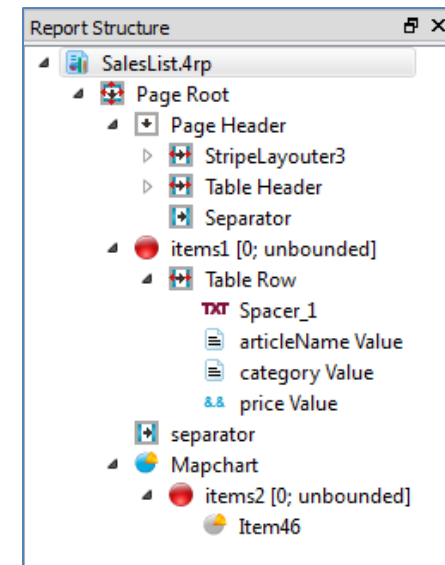 Report Structure
SalesList.4rp
Page Root
Page Header
StripeLayouter3
Table Header
Separator
items1 [0; unbounded]
Table Row
TXT Spacer_1
articleName Value
category Value
&& price Value
separator
Mapchart
items2 [0; unbounded]
Item46